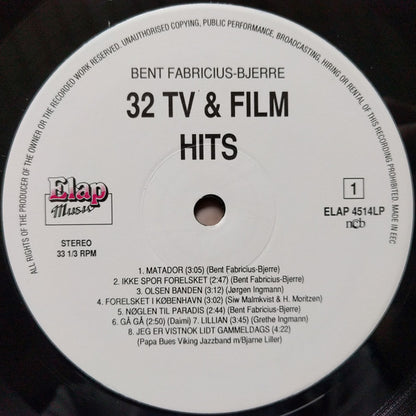 ALL RIGHTS OF THE PRODUCER OF THE OWNER OR THE RECORDED WORK RESERVED. UNAUTHORISED COPYING, PUBLIC PERFORMANCE, BROADCASTING, HIRING OR RENTAL OF THIS RECORDING PROHIBITED. MADE IN EEC
BENT FABRICIUS-BJERRE
32 TV & FILM
HITS
Elap
Music
1
ELAP 4514LP
ncb
STEREO
33 1/3 RPM
1. MATADOR (3:05) (Bent Fabricius-Bjerre)
2. IKKE SPOR FORELSKET (2:47) (Bent Fabricius-Bjerre)
3. OLSEN BANDEN (3:12) (Jørgen Ingmann)
4. FORELSKET I KØBENHAVN (3:02) (Siw Malmkvist & H. Moritzen)
5. NØGLEN TIL PARADIS (2:44) (Bent Fabricius-Bjerre)
6. GÅ GÅ (2:50) (Daimi) 7. LILLIAN (3:45) (Grethe Ingmann)
8. JEG ER VISTNOK LIDT GAMMELDAGS (4:22)
(Papa Bues Viking Jazzband m/Bjarne Liller)